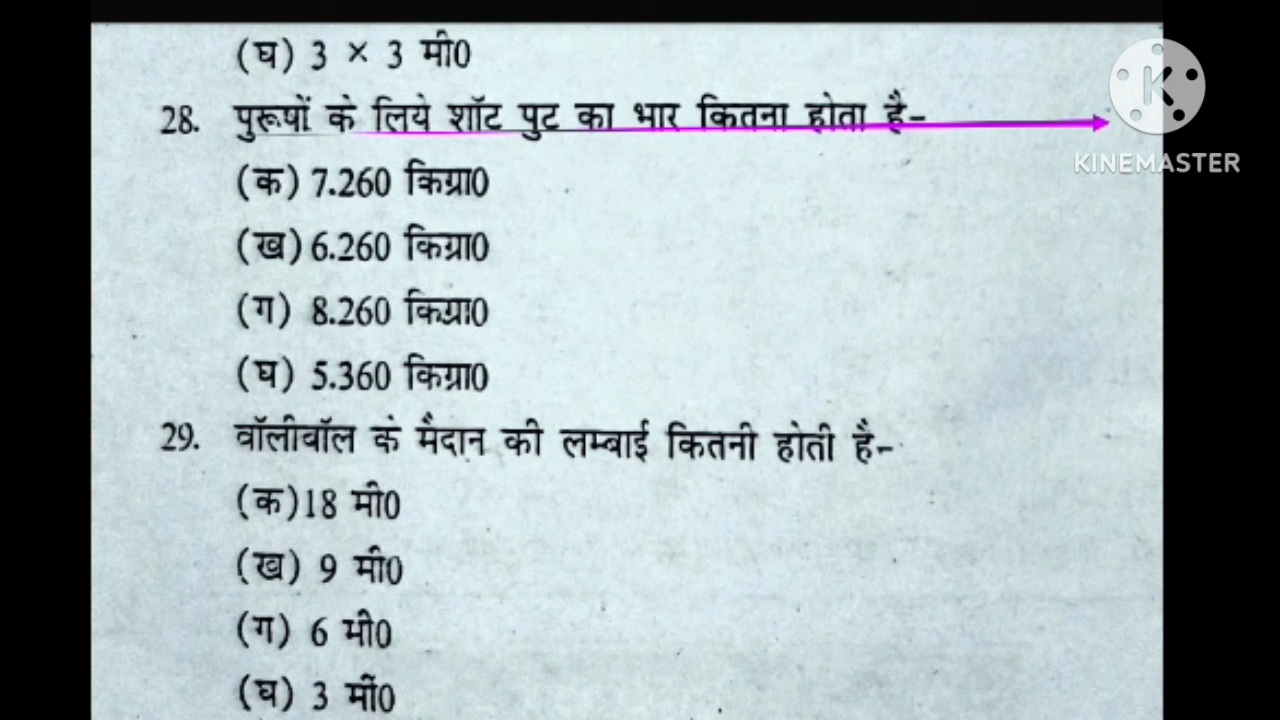 (घ) 3 × 3 मी0
28. पुरूषों के लिये शॉट पुट का भार कितना होता है-
KINEMASTER
(क) 7.260 किग्रा0
(ख) 6.260 किग्रा0
(ग) 8.260 किग्रा0
(घ) 5.360 किग्रा0
29. वॉलीवॉल के मैदान की लम्बाई कितनी होती है-
(क) 18 मी0
(ख) 9 मी0
(ग) 6 मी0
(घ) 3 मी0